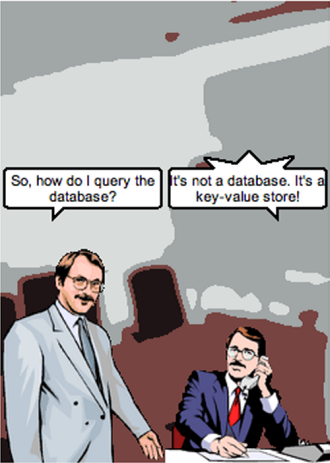 So, how do I query the
database?
It's not a database. It's a
key-value store!